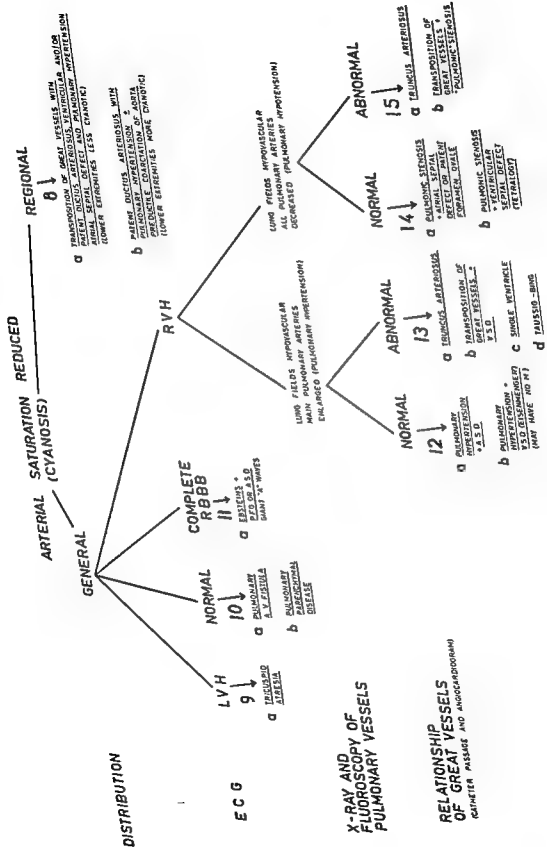 ARTERIAL SATURATION REDUCED
(CYANOSIS)
DISTRIBUTION
GENERAL
REGIONAL
8
a TRANSPOSITION OF GREAT VESSELS WITH
PATENT DUCTUS ARTERIOSUS, VENTRICULAR AND/OR
ATRIAL SEPTAL DEFECT AND PULMONARY HYPERTENSION
(LOWER EXTREMITIES LESS CYANOTIC)
b PATENT DUCTUS ARTERIOSUS WITH
PULMONARY HYPERTENSION ±
PREDUCTILE COARCTATION OF AORTA
(LOWER EXTREMITIES MORE CYANOTIC)
ECG
LVH
9
a TRICUSPID
ATRESIA
NORMAL
10
a PULMONARY
A V FISTULA
b PULMONARY
PARENCHYMAL
DISEASE
COMPLETE
RBBB
11
a EBSTEINS +
P.F.O OR A S D
GIANT "A" WAVES
RVH
X-RAY AND
FLUOROSCOPY OF
PULMONARY VESSELS
LUNG FIELDS HYPOVASCULAR
MAIN PULMONARY ARTERIES
ENLARGED (PULMONARY HYPERTENSION)
LUNG FIELDS HYPOVASCULAR
ALL PULMONARY ARTERIES
DECREASED (PULMONARY HYPOTENSION)
RELATIONSHIP
OF GREAT VESSELS
(CATHETER PASSAGE AND ANGIOCARDIOGRAM)
NORMAL
12
a PULMONARY
HYPERTENSION
+ A S D
b PULMONARY
HYPERTENSION +
V S D (EISENMENGER)
(MAY HAVE NO M)
ABNORMAL
13
a TRUNCUS ARTERIOSUS
b TRANSPOSITION OF
GREAT VESSELS +
V.S.D
c SINGLE VENTRICLE
d TAUSSIG-BING
NORMAL
14
a PULMONIC STENOSIS
+ ATRIAL SEPTAL
DEFECT OR PATENT
FORAMEN OVALE
b PULMONIC STENOSIS
+ VENTRICULAR
SEPTAL DEFECT
(TETRALOGY)
ABNORMAL
15
a TRUNCUS ARTERIOSUS
b TRANSPOSITION OF
GREAT VESSELS +
PULMONIC STENOSIS